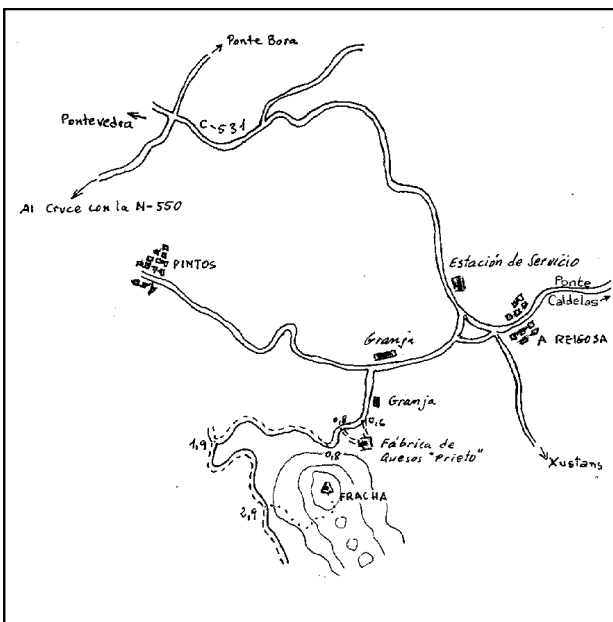 Ponte Bora
Pontevedra
C-531
Al Cruce con la N-550
PINTOS
Estación de Servicio
Ponte
Caldelas
A REIGOSA
Granja
Granja
0,8
0,6
Fábrica de
Quesos "Prieto"
1,9
0,8
Xustans
FRACHA
2,9